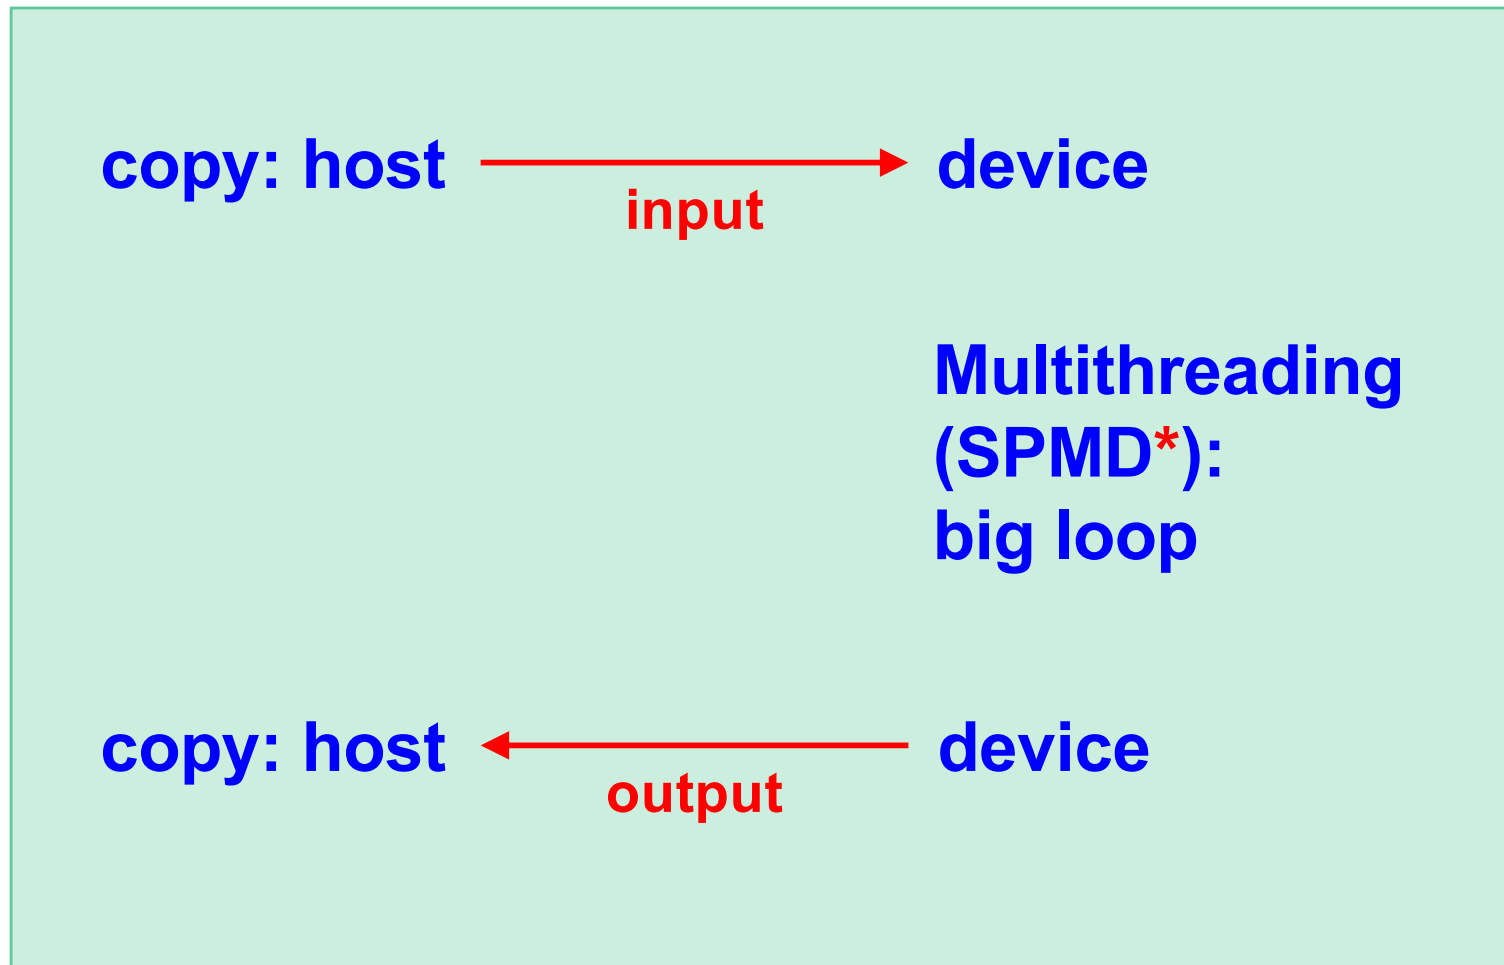 copy: host device
input
Multithreading
(SPMD*):
big loop
copy: host device
output